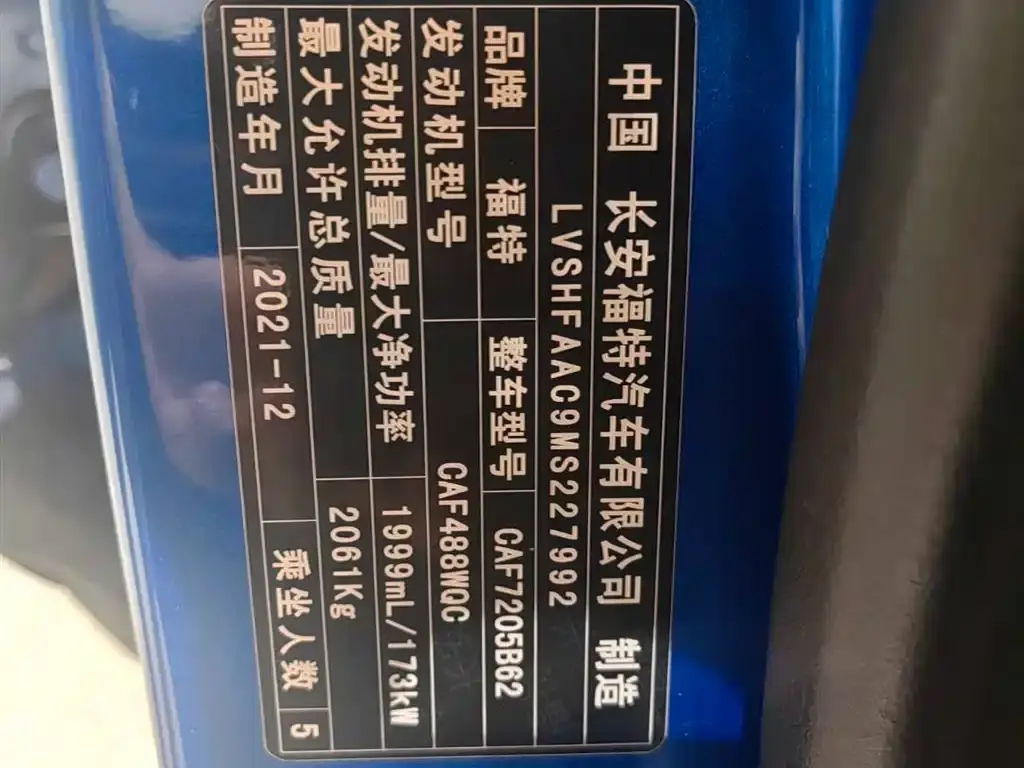 中国 长安福特汽车有限公司 制造
LVSHFAAC9MS227992
品牌 福特 整车型号 CAF7205B62
发动机型号 CAF488WQC
发动机排量/最大净功率 1999mL/173kW
最大允许总质量 2061Kg
制造年月 2021-12 乘坐人数 5